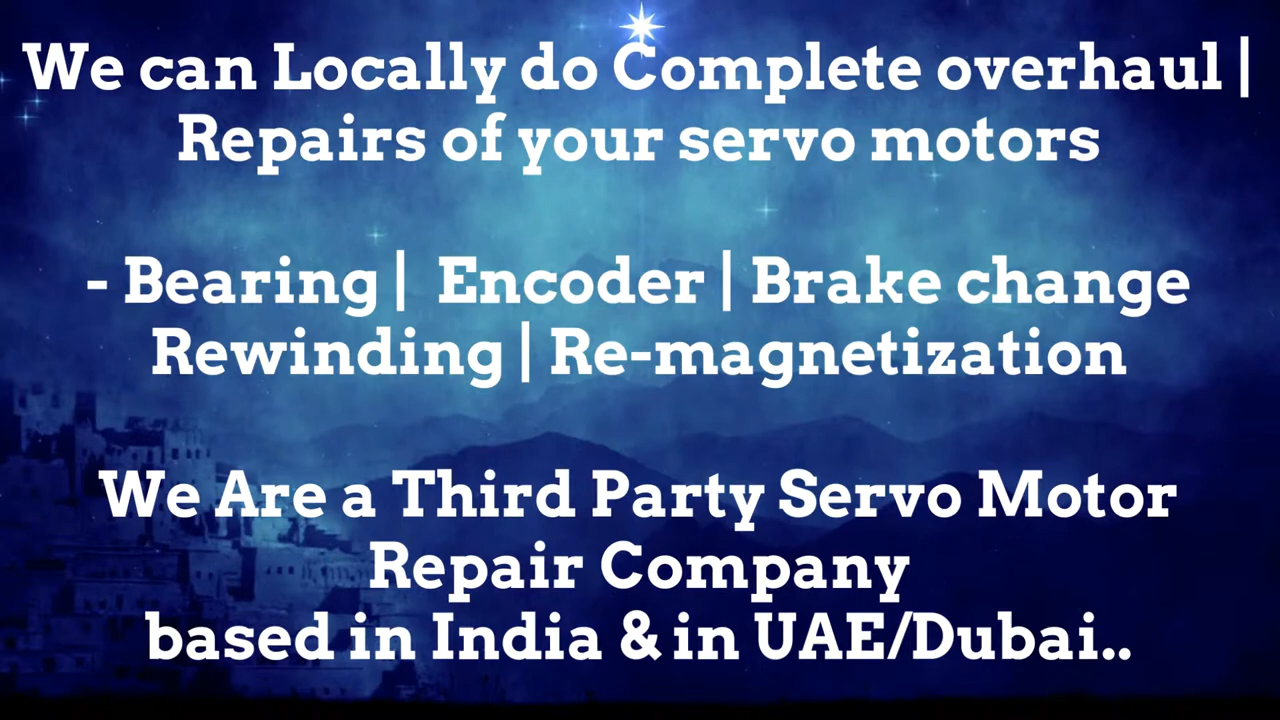 We can Locally do Complete overhaul |
Repairs of your servo motors
- Bearing | Encoder | Brake change
Rewinding | Re-magnetization
We Are a Third Party Servo Motor
Repair Company
based in India & in UAE/Dubai..